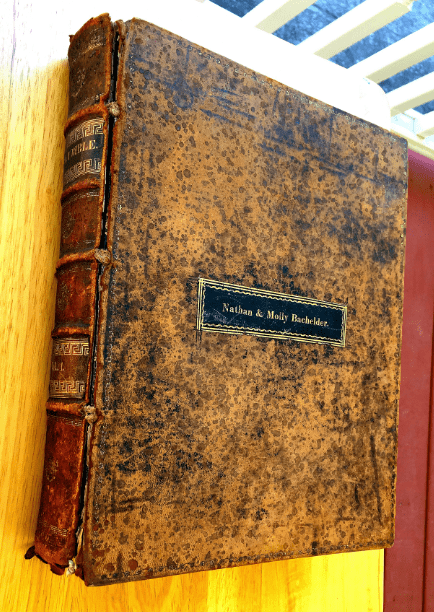 BIBLE.
L.I.
Nathan & Molly Bachelder.